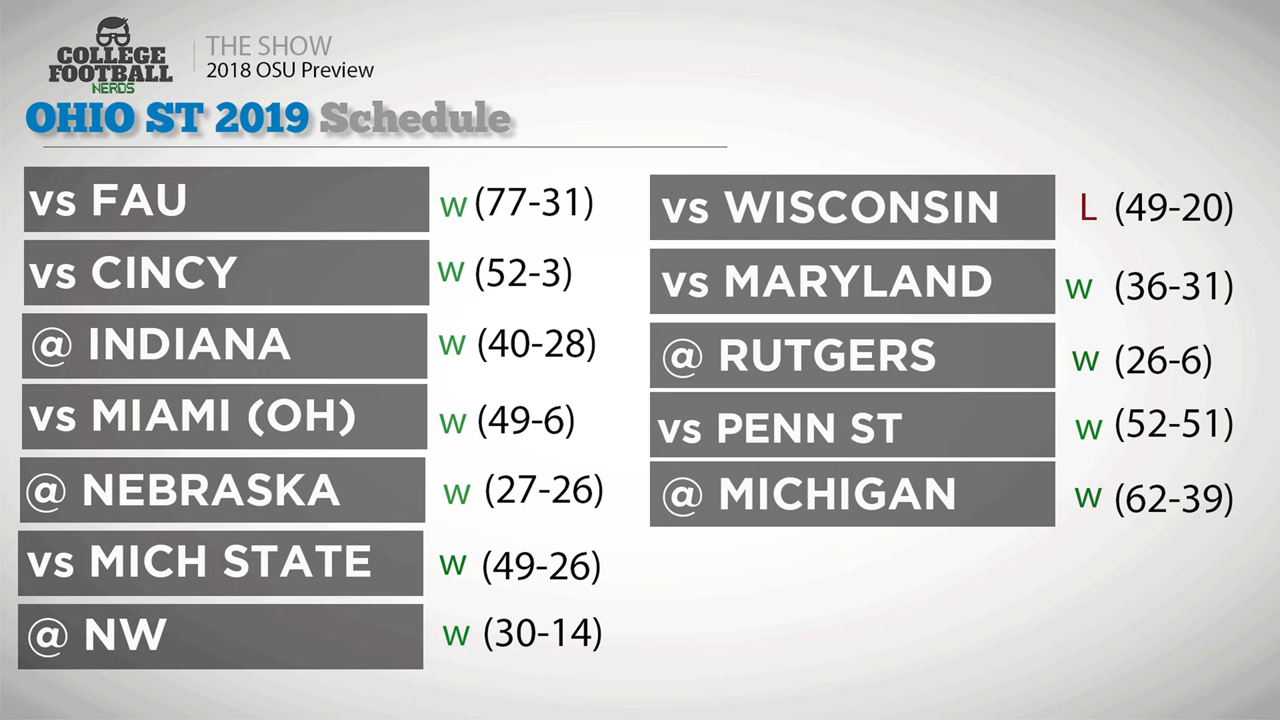 COLLEGE
FOOTBALL
NERDS
THE SHOW
2018 OSU Preview
OHIO ST 2019 Schedule
vs FAU W (77-31)
vs CINCY W (52-3)
@ INDIANA W (40-28)
vs MIAMI (OH) W (49-6)
@ NEBRASKA W (27-26)
vs MICH STATE W (49-26)
@ NW W (30-14)
vs WISCONSIN L (49-20)
vs MARYLAND W (36-31)
@ RUTGERS W (26-6)
vs PENN ST W (52-51)
@ MICHIGAN W (62-39)